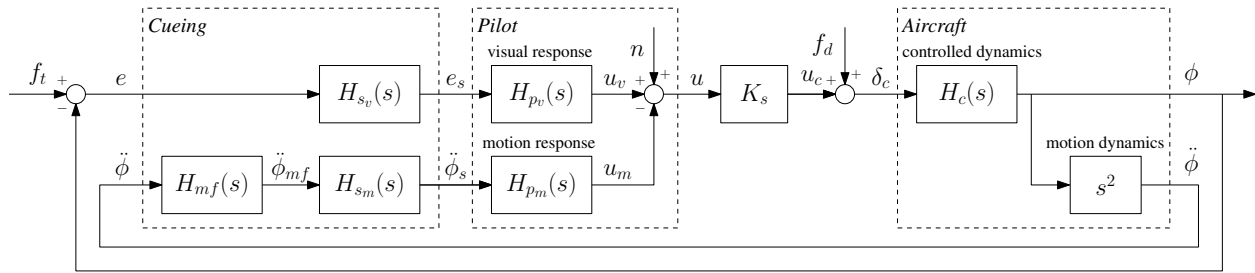 Cueing
Pilot
Aircraft
visual response
n
f_d
controlled dynamics
f_t
+
−
e
H_{s_v}(s)
e_s
H_{p_v}(s)
u_v
+
+
−
u
K_s
u_c
+
+
δ_c
H_c(s)
ϕ
motion response
motion dynamics
ϕ̈
H_{mf}(s)
ϕ̈_{mf}
H_{s_m}(s)
ϕ̈_s
H_{p_m}(s)
u_m
s^2
ϕ̈